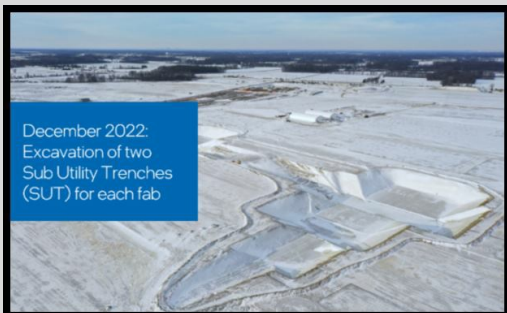 December 2022:
Excavation of two
Sub Utility Trenches
(SUT) for each fab